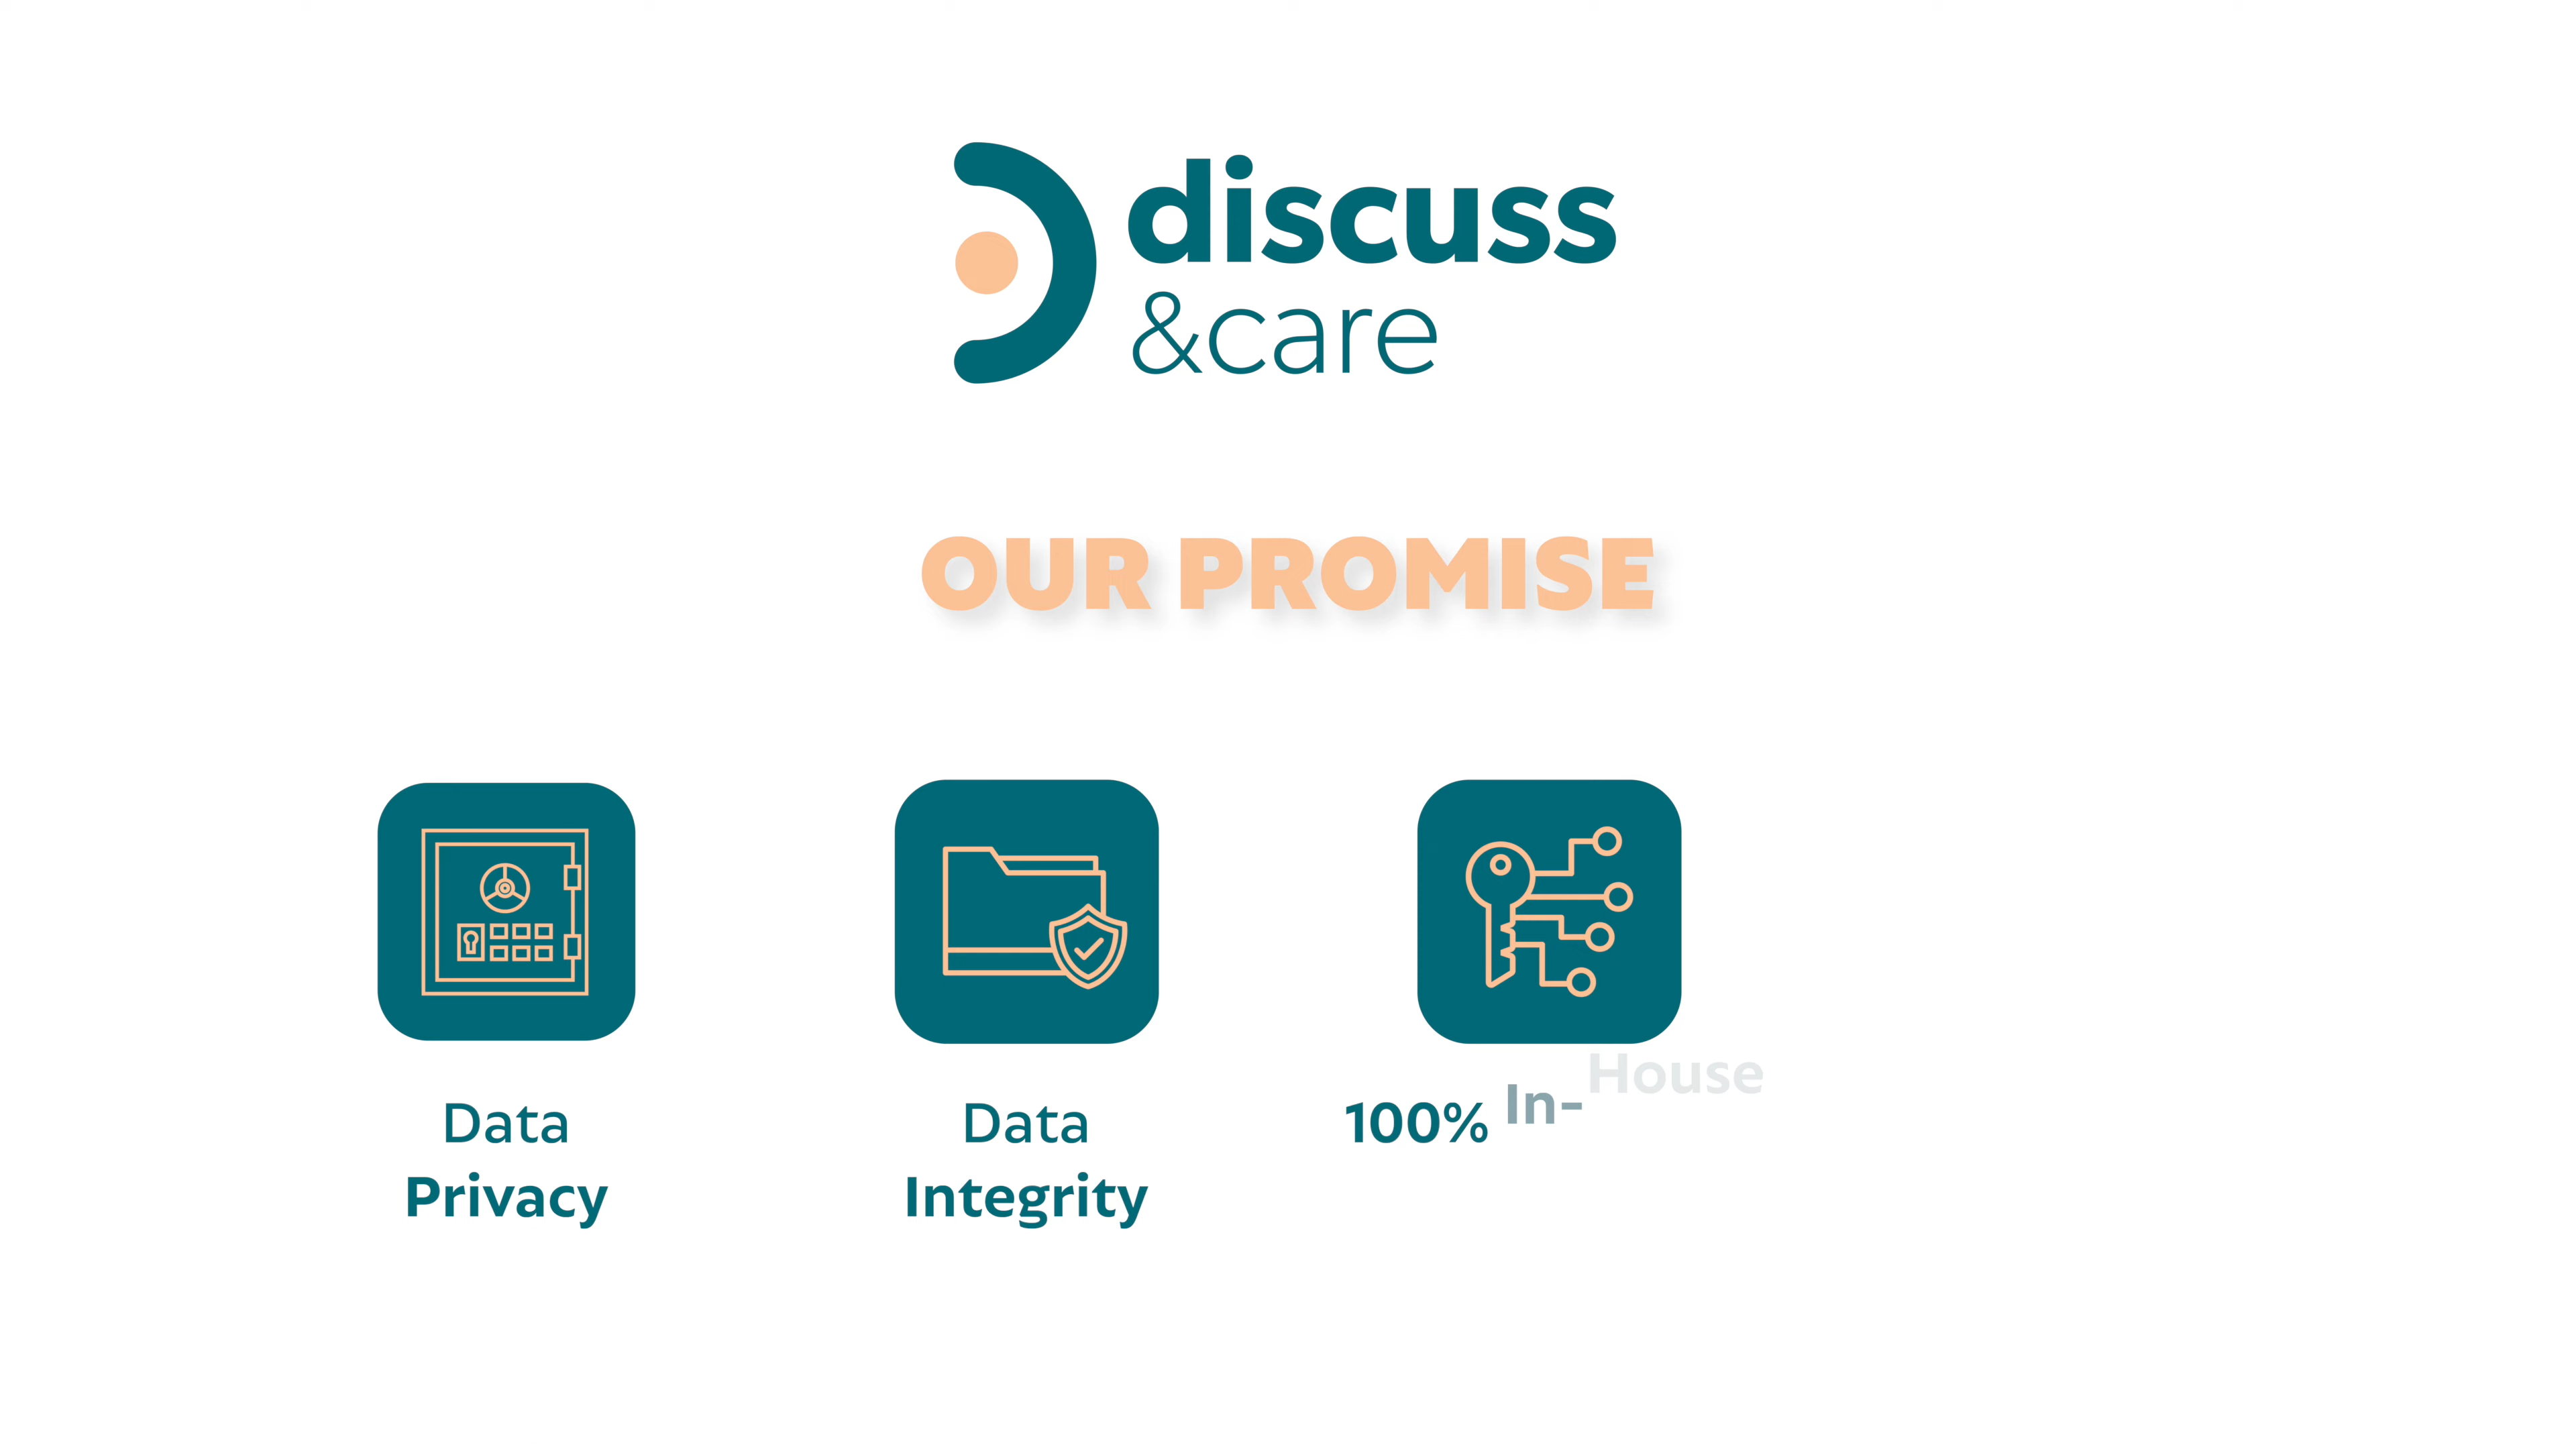 discuss
&care
OUR PROMISE
Data
Privacy
Data
Integrity
100% In-House